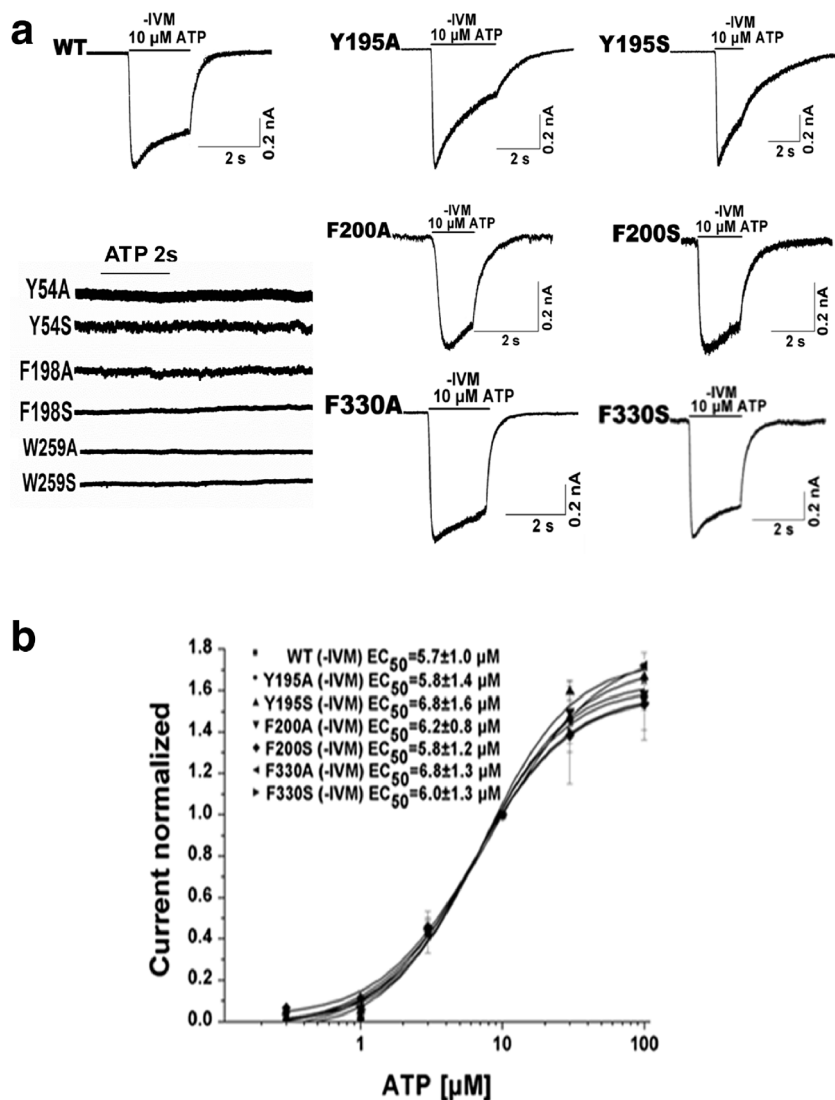 a
WT
-IVM
10 µM ATP
2 s
0.2 nA
Y195A
-IVM
10 µM ATP
2 s
0.2 nA
Y195S
-IVM
10 µM ATP
2 s
0.2 nA
ATP 2s
Y54A
Y54S
F198A
F198S
W259A
W259S
F200A
-IVM
10 µM ATP
2 s
0.2 nA
F200S
-IVM
10 µM ATP
2 s
0.2 nA
F330A
-IVM
10 µM ATP
2 s
0.2 nA
F330S
-IVM
10 µM ATP
2 s
0.2 nA
b
WT (-IVM) EC50=5.7±1.0 µM
Y195A (-IVM) EC50=5.8±1.4 µM
Y195S (-IVM) EC50=6.8±1.6 µM
F200A (-IVM) EC50=6.2±0.8 µM
F200S (-IVM) EC50=5.8±1.2 µM
F330A (-IVM) EC50=6.8±1.3 µM
F330S (-IVM) EC50=6.0±1.3 µM
Current normalized
1.8
1.6
1.4
1.2
1.0
0.8
0.6
0.4
0.2
0.0
1
10
100
ATP [µM]